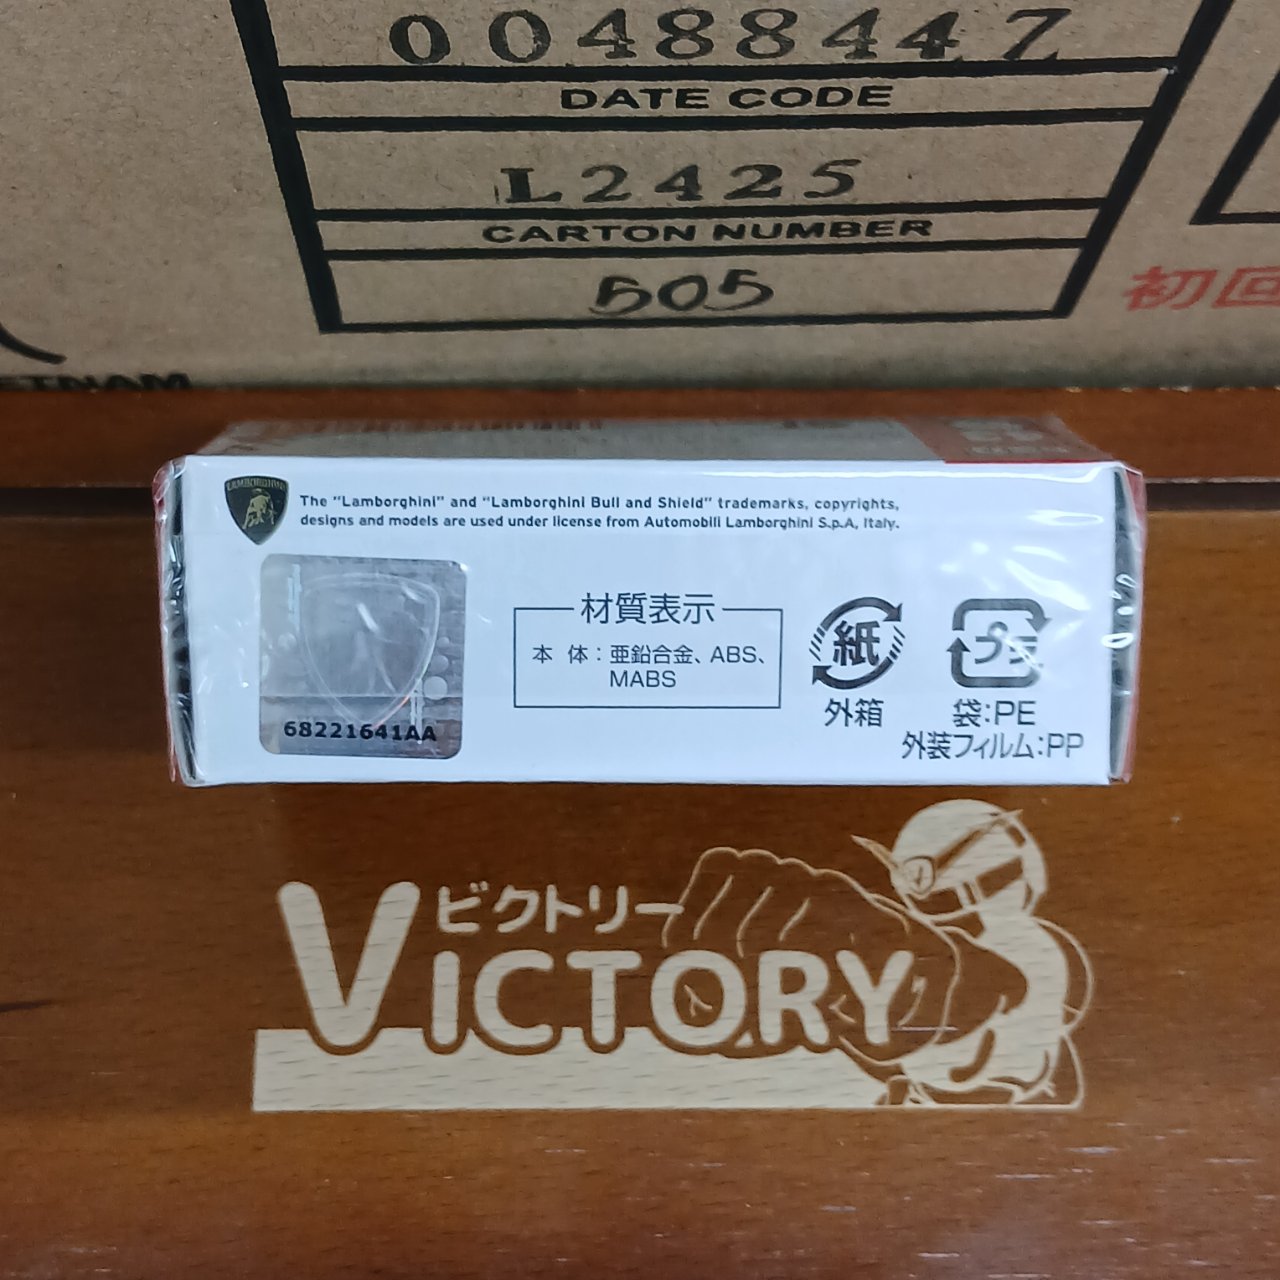 00488447
DATE CODE
L2425
CARTON NUMBER
505
初回
LAMBORGHINI
The "Lamborghini" and "Lamborghini Bull and Shield" trademarks, copyrights,
designs and models are used under license from Automobili Lamborghini S.p.A, Italy.
68221641AA
材質表示
本 体：亜鉛合金、ABS、
MABS
紙
外箱
プラ
袋：PE
外装フィルム：PP
ビクトリー
VICTORY